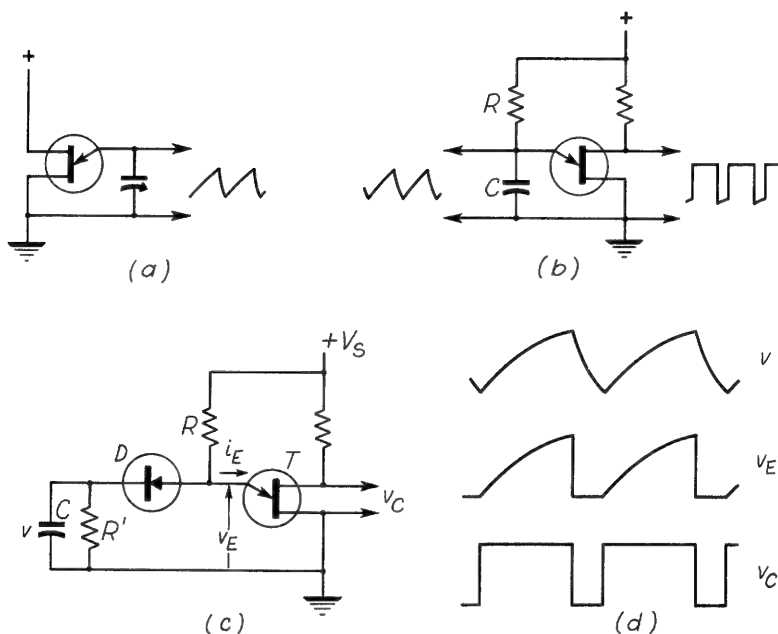 +
(a)
+
R
C
(b)
+V_S
R
D
i_E
T
C
R'
v
v_E
v_C
(c)
v
v_E
v_C
(d)